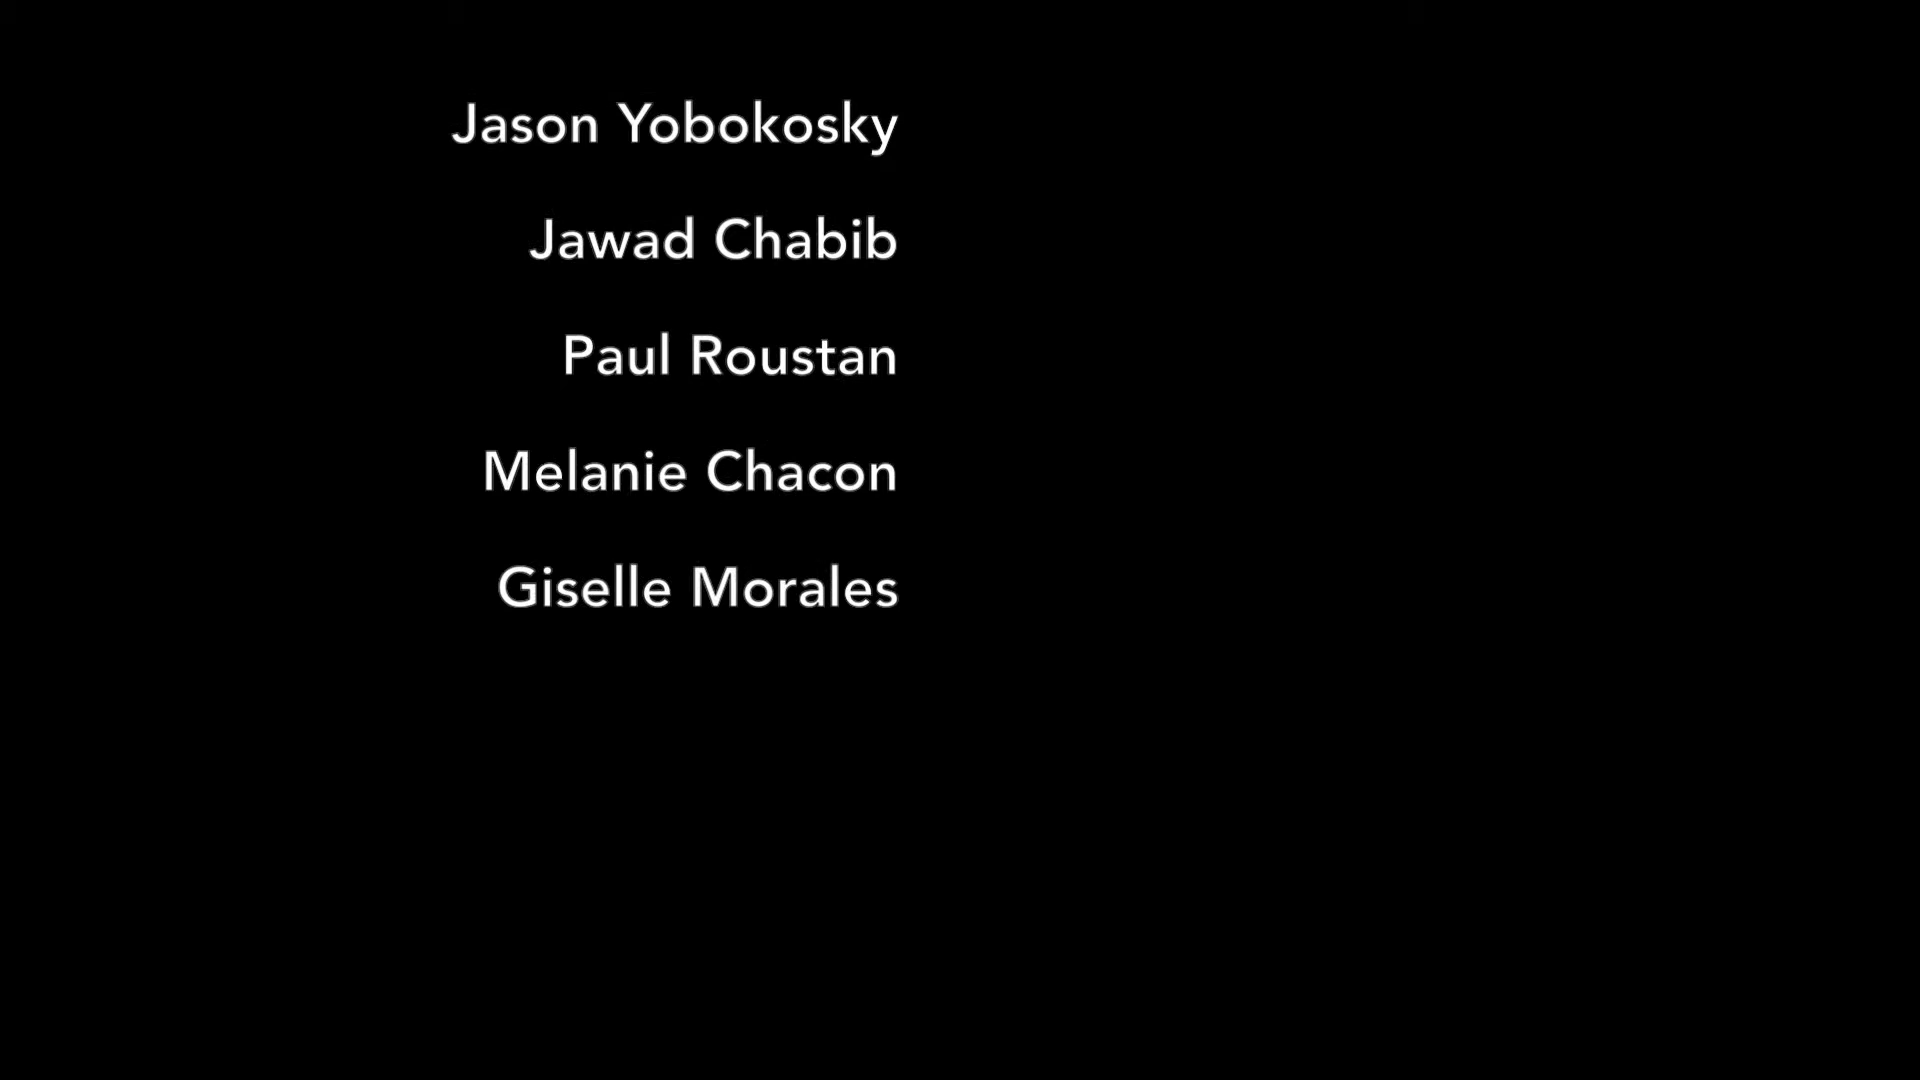 Jason Yobokosky
Jawad Chabib
Paul Roustan
Melanie Chacon
Giselle Morales